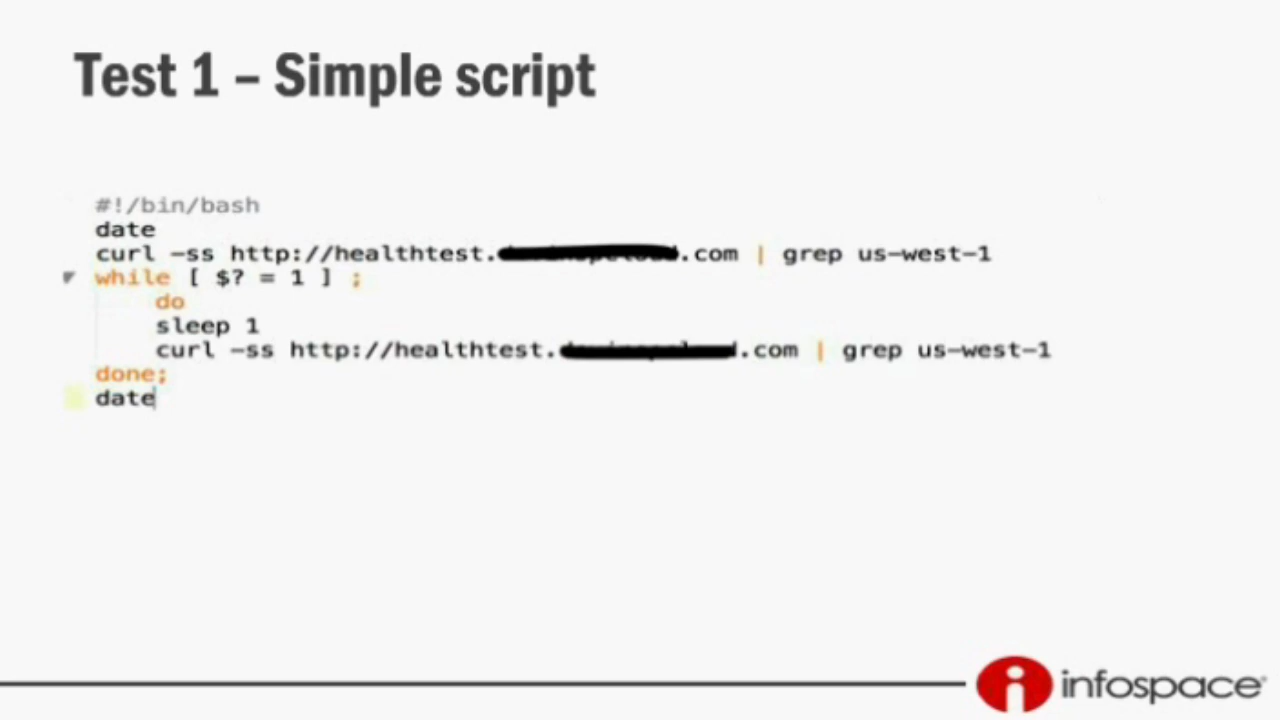 Test 1 – Simple script
#!/bin/bash
date
curl –ss http://healthtest. .com | grep us–west–1
while [ $? = 1 ] ;
do
sleep 1
curl –ss http://healthtest. .com | grep us–west–1
done;
date
infospace